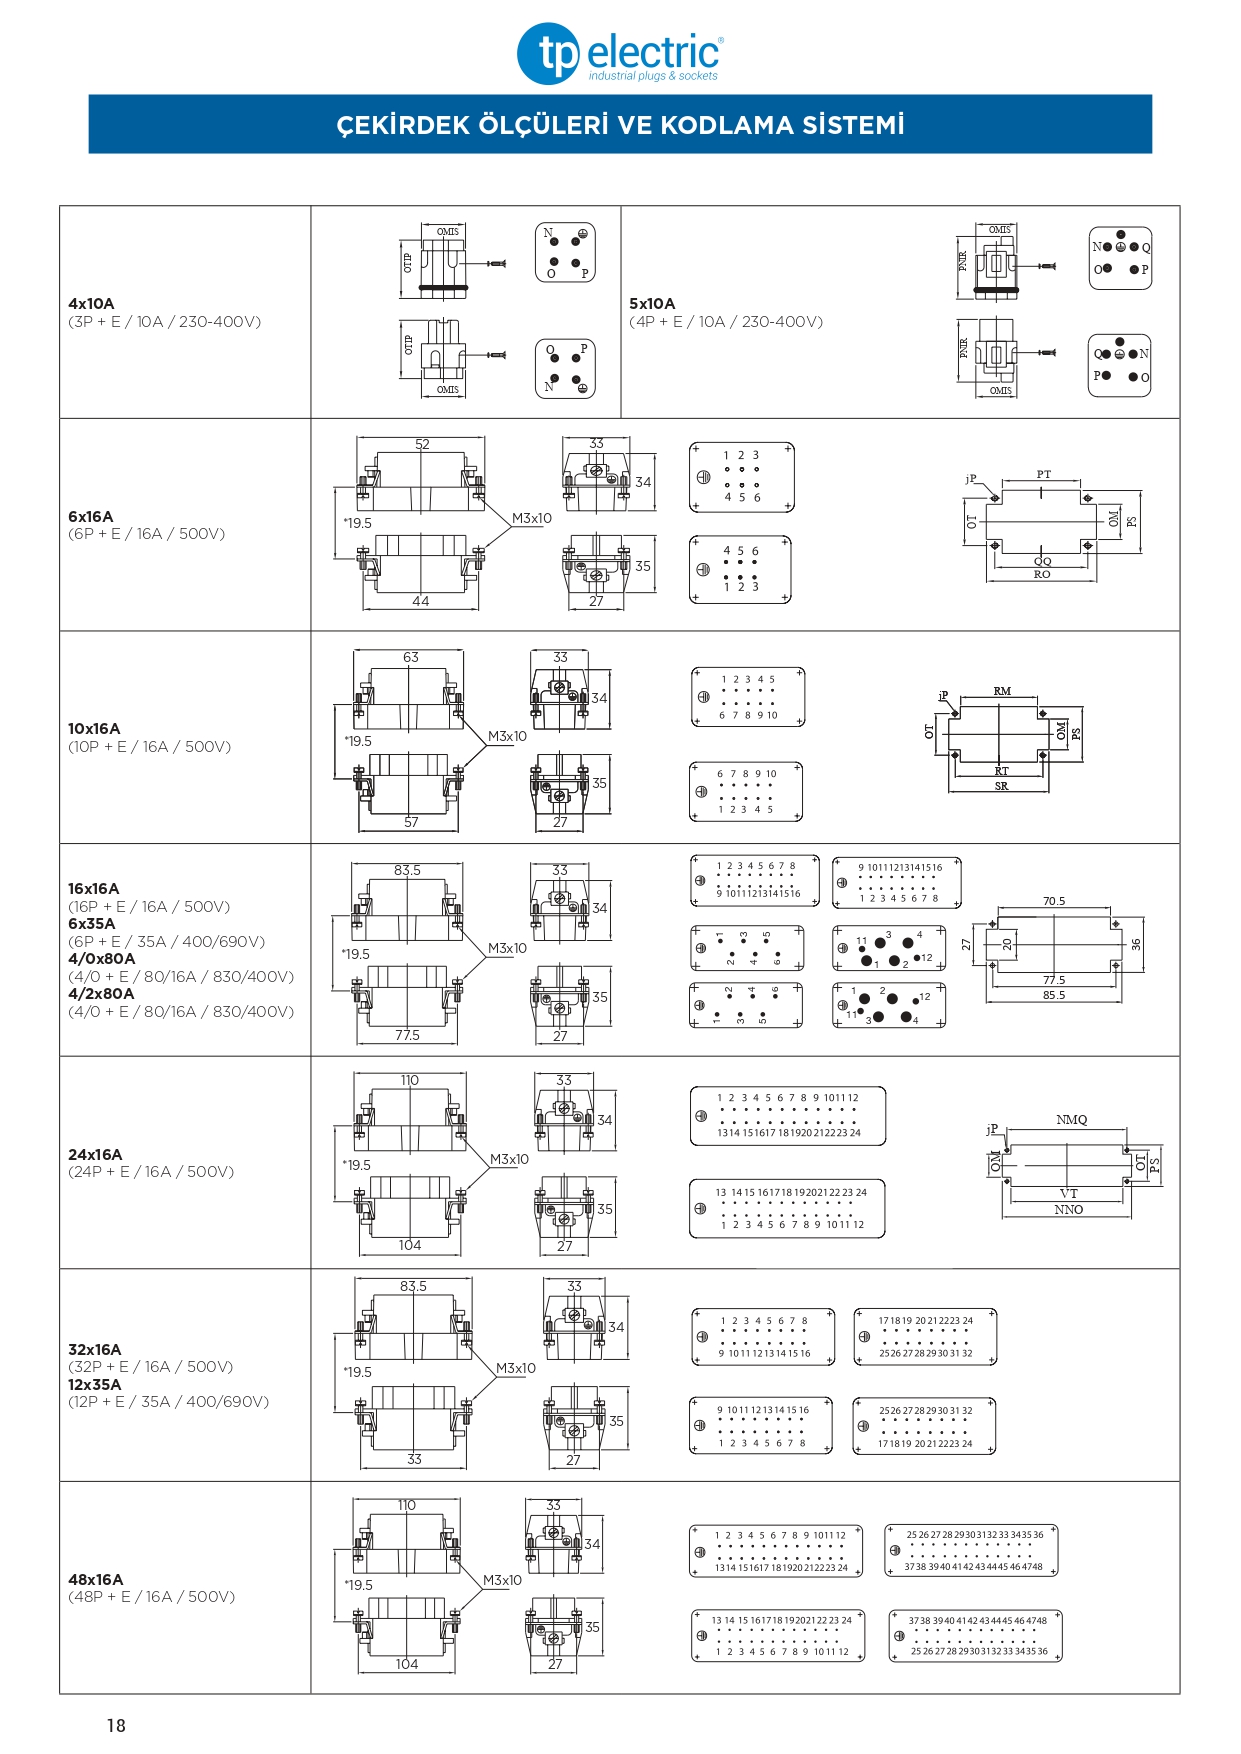 tp electric®
industrial plugs & sockets
ÇEKİRDEK ÖLÇÜLERİ VE KODLAMA SİSTEMİ
4x10A
(3P + E / 10A / 230-400V)
OMIS
OTIP
N
O P
OTIP
OMIS
O P
N
5x10A
(4P + E / 10A / 230-400V)
OMIS
PNIR
N Q
O P
PNIR
OMIS
Q N
P O
6x16A
(6P + E / 16A / 500V)
52
*19.5
M3x10
44
33
34
35
27
1 2 3
4 5 6
4 5 6
1 2 3
jP PT
OT OM PS
QQ
RO
10x16A
(10P + E / 16A / 500V)
63
*19.5
M3x10
57
33
34
35
27
1 2 3 4 5
6 7 8 9 10
6 7 8 9 10
1 2 3 4 5
jP RM
OT OM PS
RT
SR
16x16A
(16P + E / 16A / 500V)
6x35A
(6P + E / 35A / 400/690V)
4/0x80A
(4/0 + E / 80/16A / 830/400V)
4/2x80A
(4/0 + E / 80/16A / 830/400V)
83.5
*19.5
M3x10
77.5
33
34
35
27
1 2 3 4 5 6 7 8
9 10 11 12 13 14 15 16
9 10 11 12 13 14 15 16
1 2 3 4 5 6 7 8
1 3 5
2 4 6
11 3 4
1 2 12
2 4 6
1 3 5
1 2 12
11 3 4
70.5
27 20 36
77.5
85.5
24x16A
(24P + E / 16A / 500V)
110
*19.5
M3x10
104
33
34
35
27
1 2 3 4 5 6 7 8 9 10 11 12
13 14 15 16 17 18 19 20 21 22 23 24
13 14 15 16 17 18 19 20 21 22 23 24
1 2 3 4 5 6 7 8 9 10 11 12
NMQ
jP
OM OT PS
VT
NNO
32x16A
(32P + E / 16A / 500V)
12x35A
(12P + E / 35A / 400/690V)
83.5
*19.5
M3x10
33
33
34
35
27
1 2 3 4 5 6 7 8
9 10 11 12 13 14 15 16
17 18 19 20 21 22 23 24
25 26 27 28 29 30 31 32
9 10 11 12 13 14 15 16
1 2 3 4 5 6 7 8
25 26 27 28 29 30 31 32
17 18 19 20 21 22 23 24
48x16A
(48P + E / 16A / 500V)
110
*19.5
M3x10
104
33
34
35
27
1 2 3 4 5 6 7 8 9 10 11 12
13 14 15 16 17 18 19 20 21 22 23 24
25 26 27 28 29 30 31 32 33 34 35 36
37 38 39 40 41 42 43 44 45 46 47 48
13 14 15 16 17 18 19 20 21 22 23 24
1 2 3 4 5 6 7 8 9 10 11 12
37 38 39 40 41 42 43 44 45 46 47 48
25 26 27 28 29 30 31 32 33 34 35 36
18